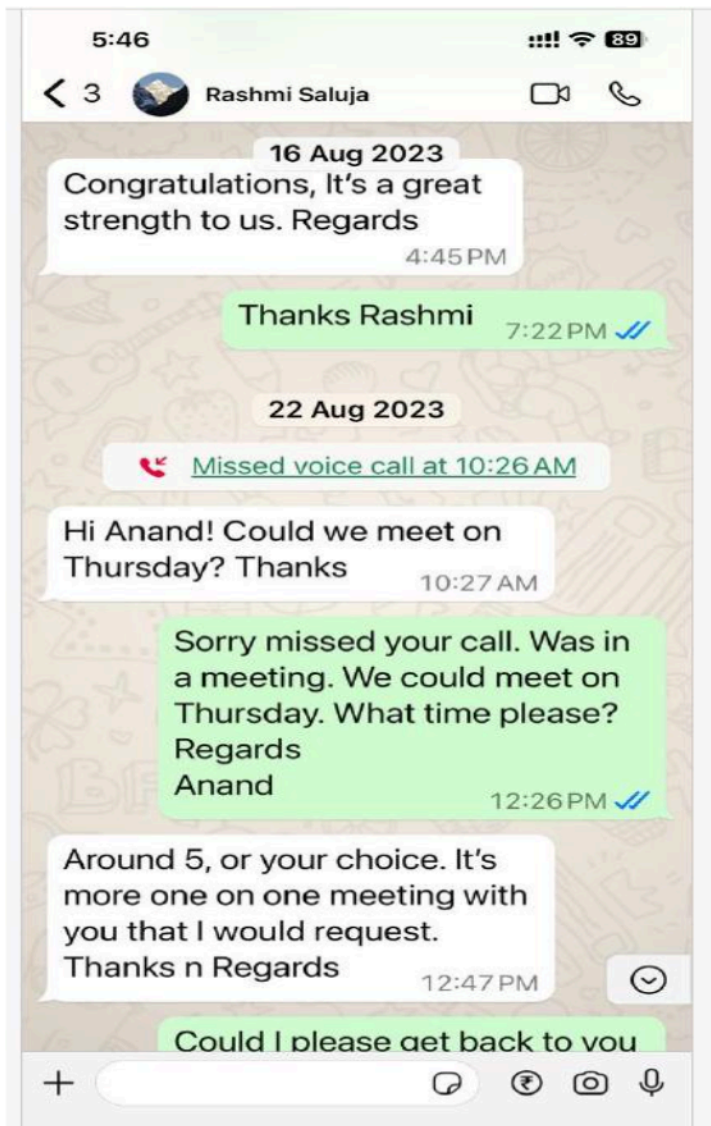 5:46
89
3 Rashmi Saluja
16 Aug 2023
Congratulations, It's a great
strength to us. Regards
4:45 PM
Thanks Rashmi
7:22 PM
22 Aug 2023
Missed voice call at 10:26 AM
Hi Anand! Could we meet on
Thursday? Thanks
10:27 AM
Sorry missed your call. Was in
a meeting. We could meet on
Thursday. What time please?
Regards
Anand
12:26 PM
Around 5, or your choice. It's
more one on one meeting with
you that I would request.
Thanks n Regards
12:47 PM
Could I please get back to you
₹